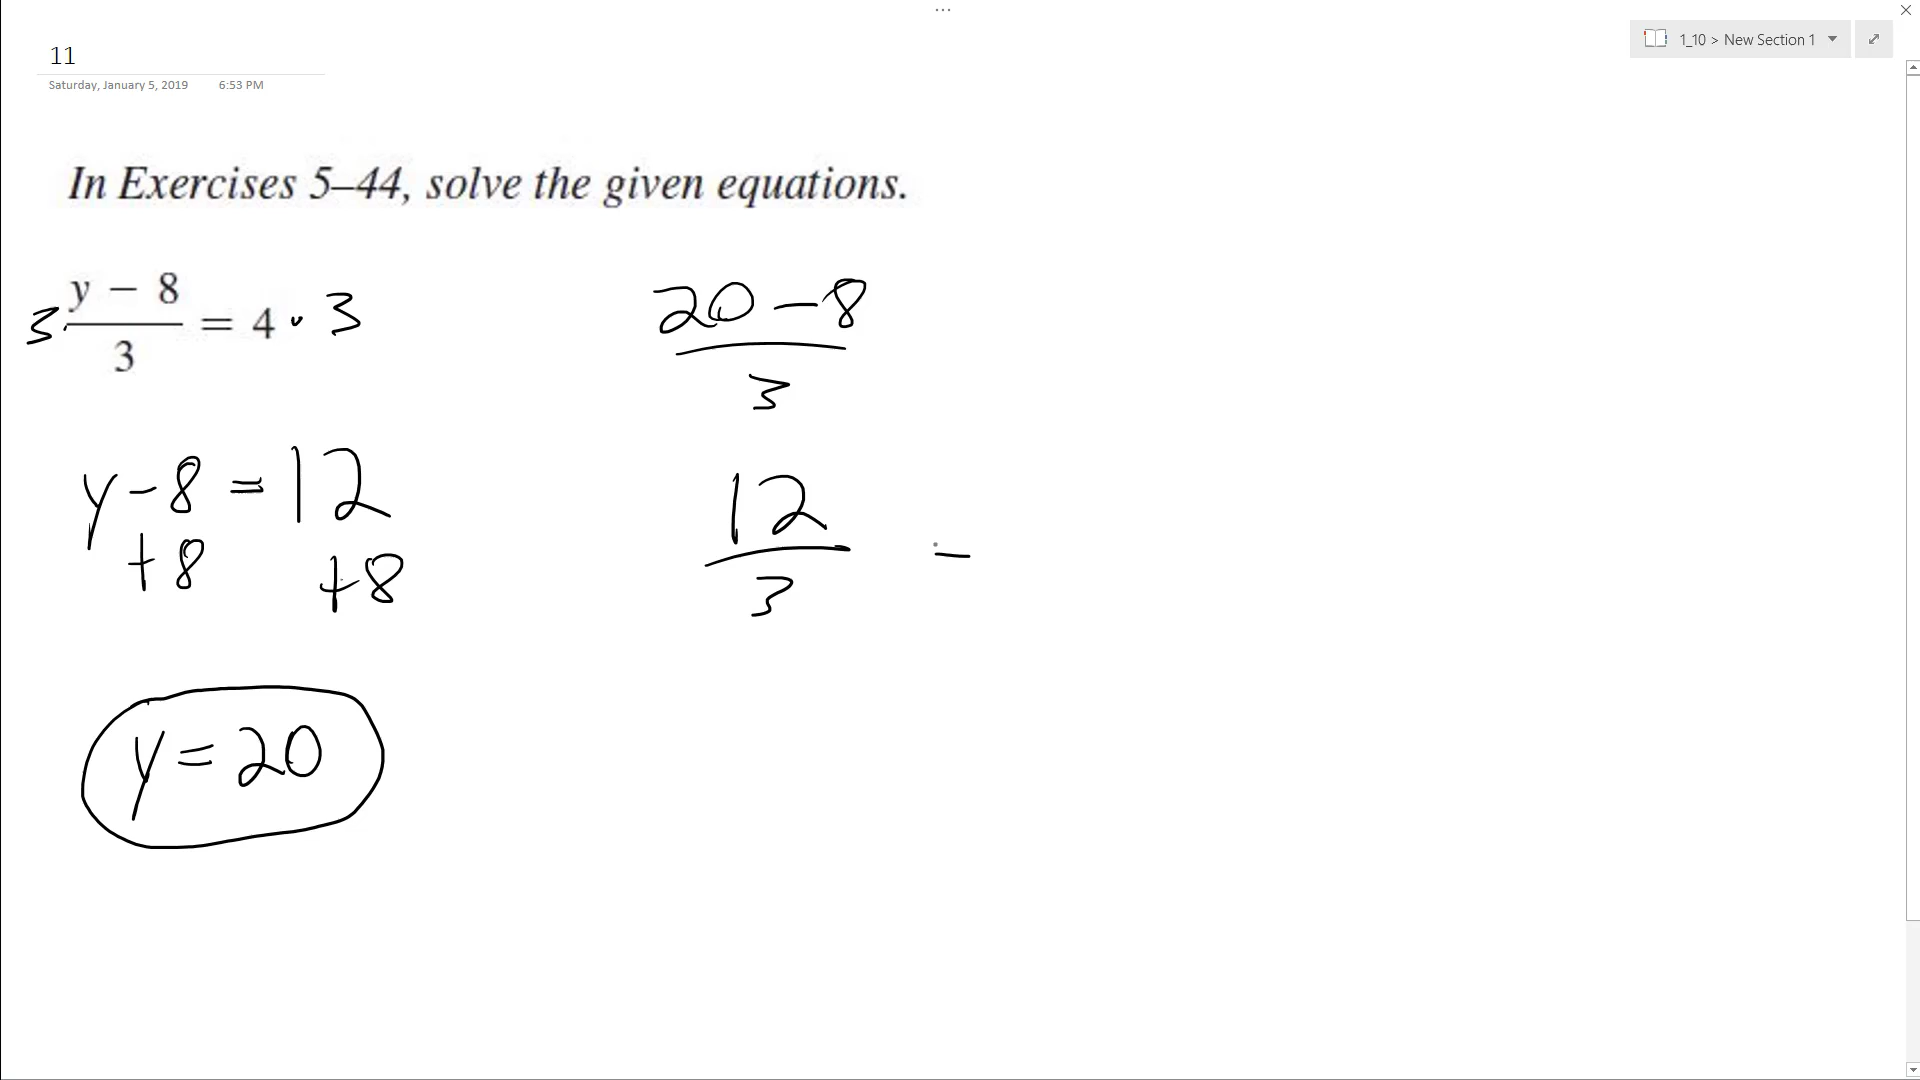 ...
11
1_10 > New Section 1
Saturday, January 5, 2019 6:53 PM
In Exercises 5–44, solve the given equations.
3 · (y − 8)/3 = 4 · 3
y − 8 = 12
+8 +8
y = 20
(20 − 8)/3
12/3 =